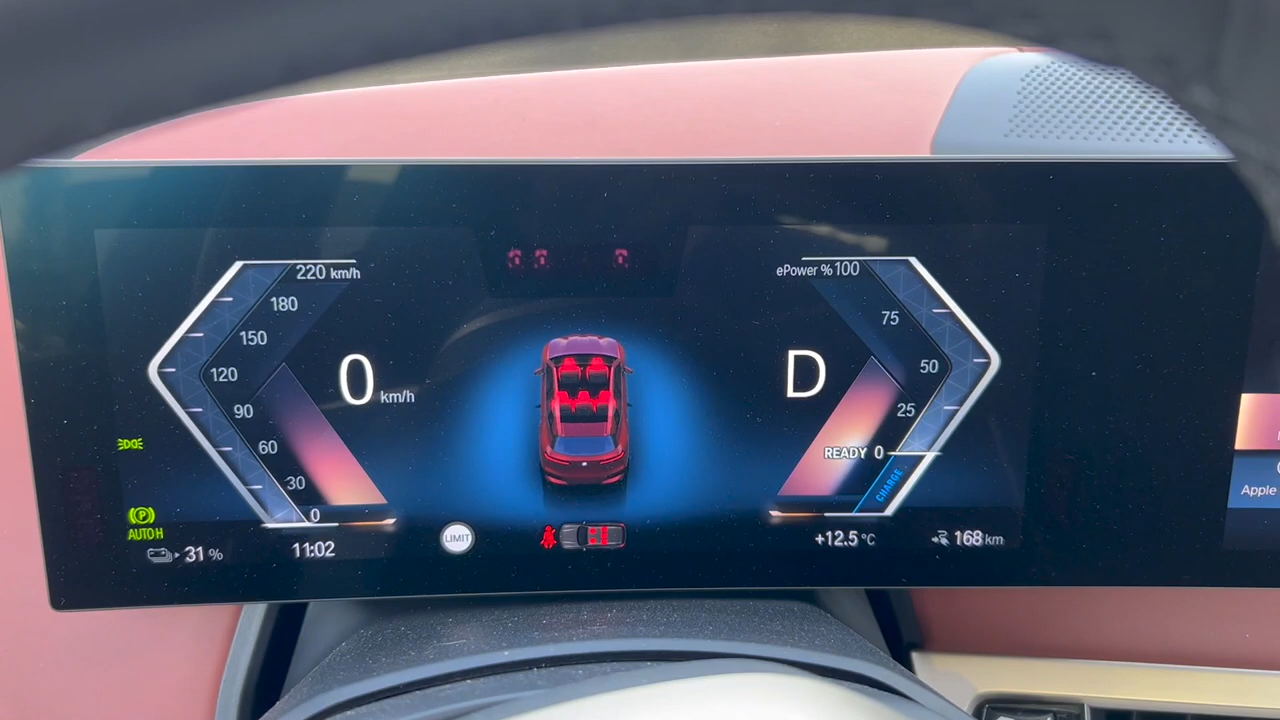 220 km/h
180
150
120
90
60
30
0
0 km/h
ePower % 100
75
50
25
READY 0
CHARGE
D
P
AUTO H
31 %
11:02
LIMIT
+12.5 °C
168 km
Apple